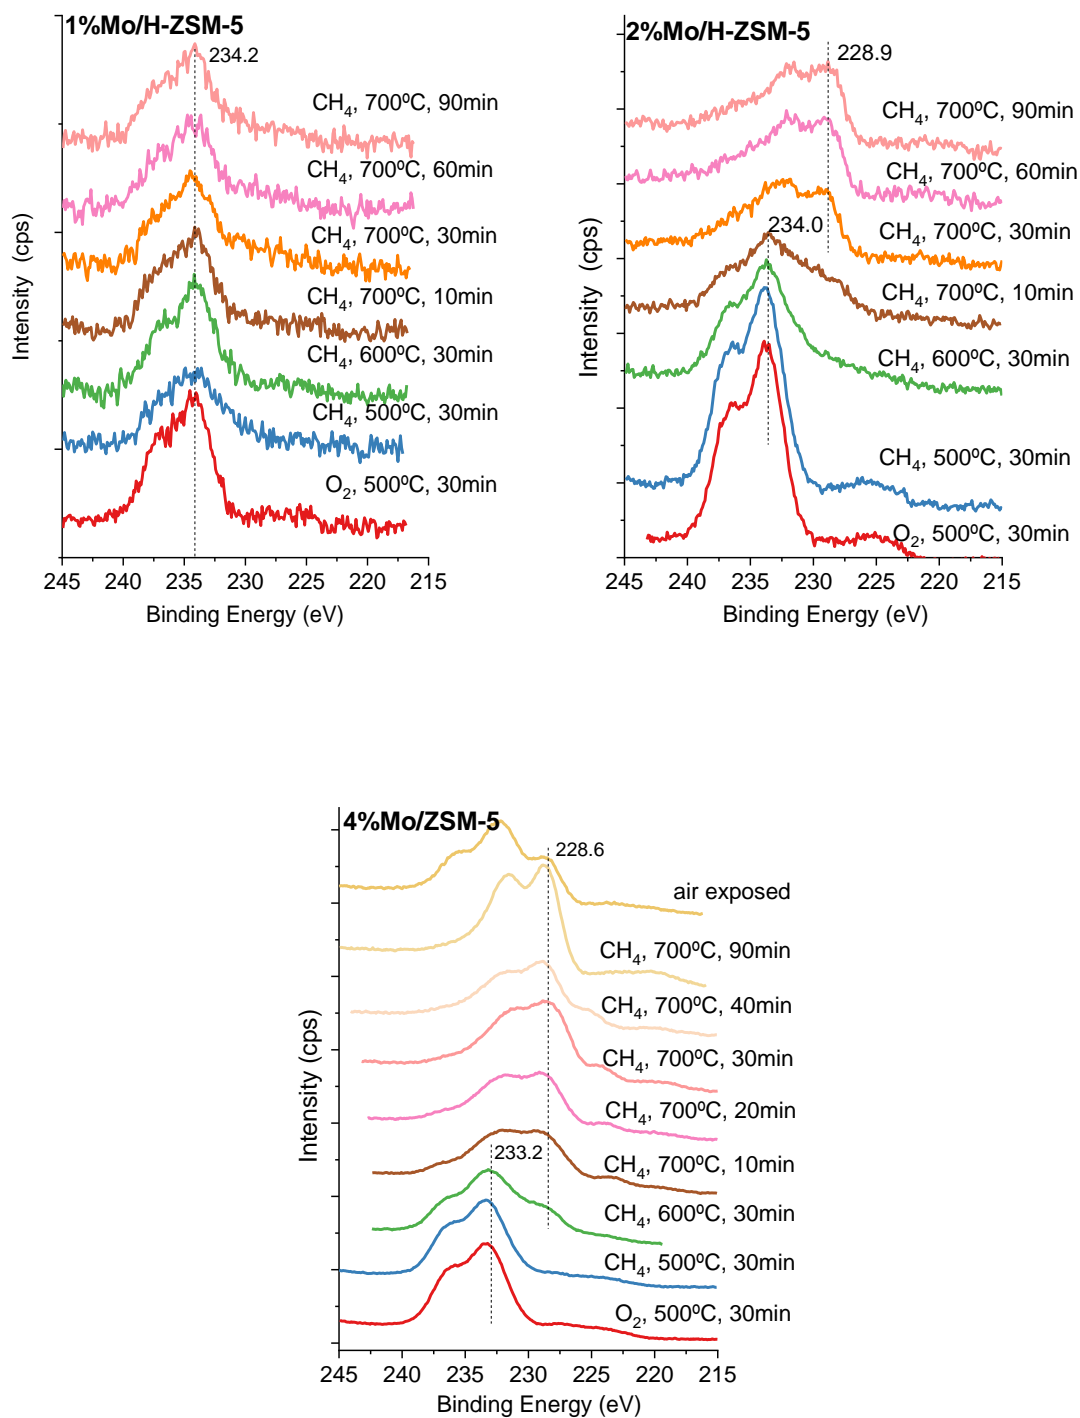 1%Mo/H-ZSM-5
234.2
CH4, 700ºC, 90min
CH4, 700ºC, 60min
CH4, 700ºC, 30min
CH4, 700ºC, 10min
CH4, 600ºC, 30min
CH4, 500ºC, 30min
O2, 500ºC, 30min
Intensity (cps)
245 240 235 230 225 220 215
Binding Energy (eV)
2%Mo/H-ZSM-5
228.9
CH4, 700ºC, 90min
CH4, 700ºC, 60min
234.0
CH4, 700ºC, 30min
CH4, 700ºC, 10min
CH4, 600ºC, 30min
CH4, 500ºC, 30min
O2, 500ºC, 30min
Intensity (cps)
245 240 235 230 225 220 215
Binding Energy (eV)
4%Mo/ZSM-5
228.6
air exposed
CH4, 700ºC, 90min
CH4, 700ºC, 40min
CH4, 700ºC, 30min
CH4, 700ºC, 20min
233.2
CH4, 700ºC, 10min
CH4, 600ºC, 30min
CH4, 500ºC, 30min
O2, 500ºC, 30min
Intensity (cps)
245 240 235 230 225 220 215
Binding Energy (eV)